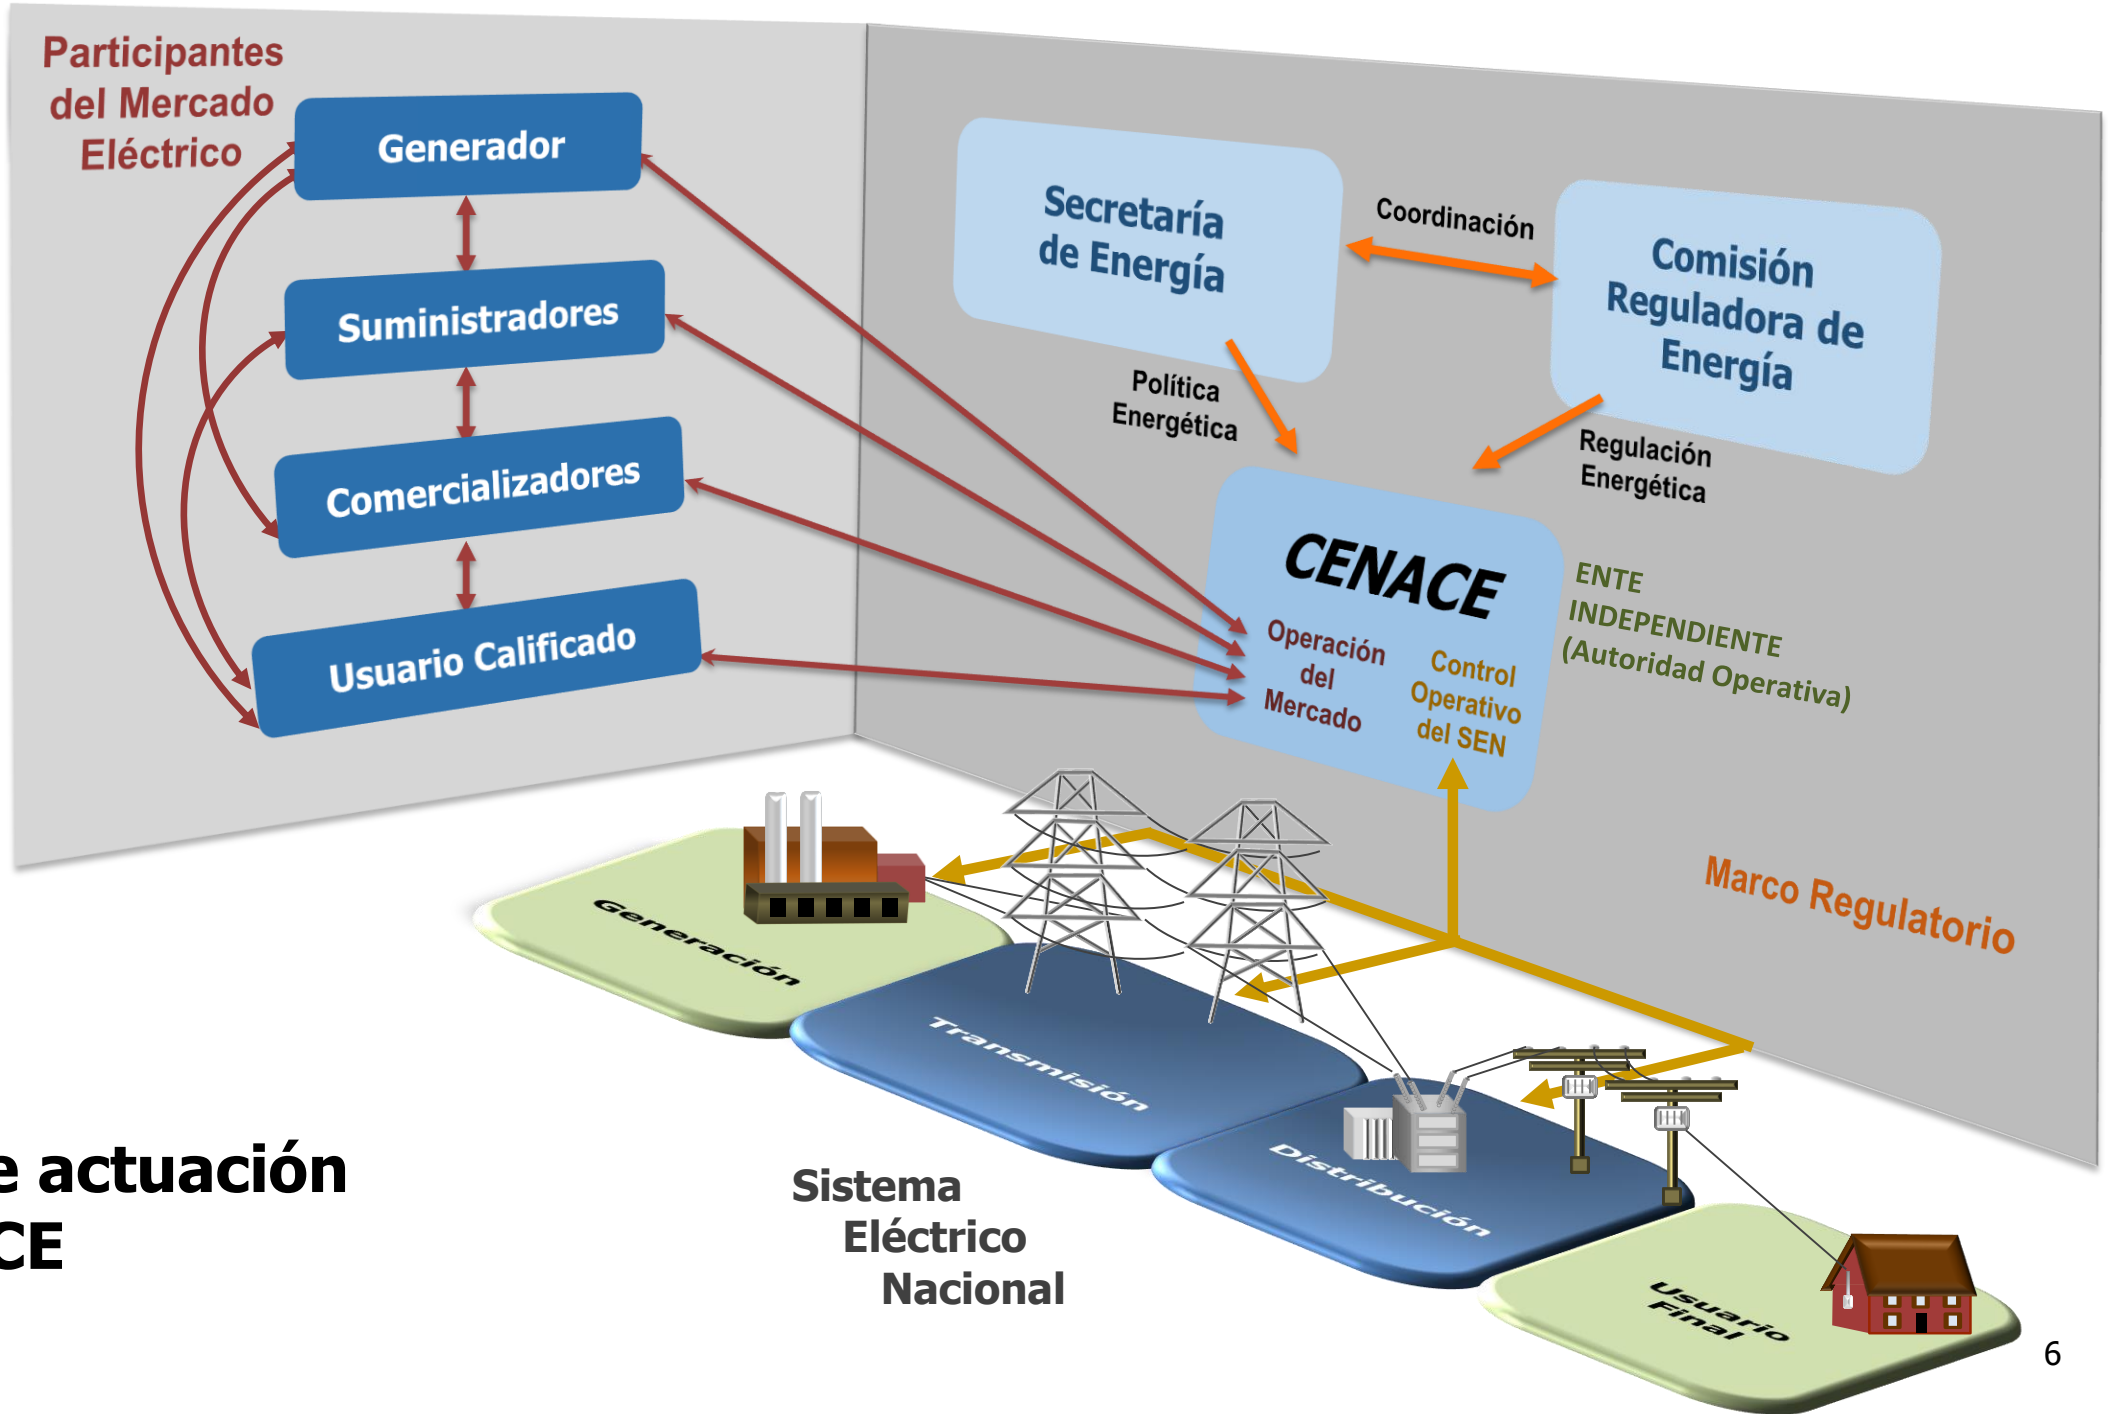 Participantes
del Mercado
Eléctrico
Generador
Suministradores
Comercializadores
Usuario Calificado
Secretaría
de Energía
Coordinación
Comisión
Reguladora de
Energía
Política
Energética
Regulación
Energética
CENACE
Operación
del
Mercado
Control
Operativo
del SEN
ENTE
INDEPENDIENTE
(Autoridad Operativa)
Marco Regulatorio
Generación
Transmisión
Distribución
Usuario
Final
Sistema
Eléctrico
Nacional
e actuación
CE
6